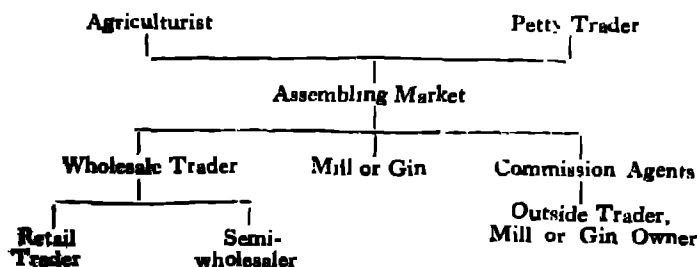 Agriculturist Petty Trader
Assembling Market
Wholesale Trader Mill or Gin Commission Agents
Retail Trader
Semi-wholesaler
Outside Trader,
Mill or Gin Owner